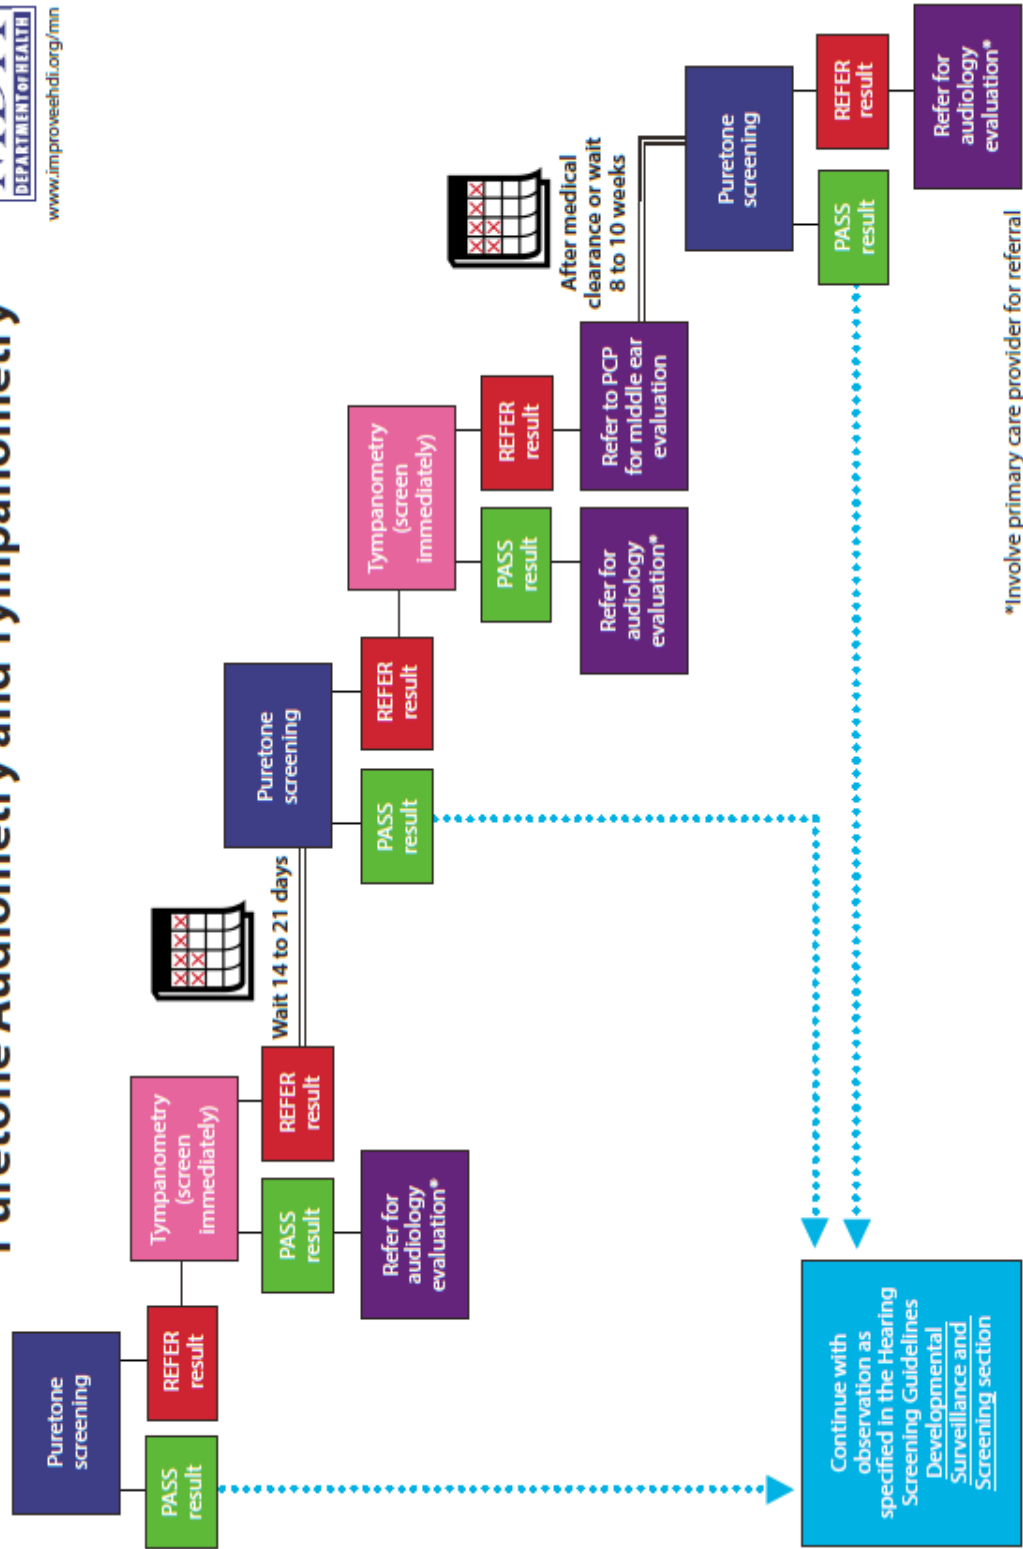 Puretone Audiometry and Tympanometry
DEPARTMENT OF HEALTH
www.improveehdi.org/mn
Puretone
screening
PASS
result
REFER
result
Tympanometry
(screen
immediately)
PASS
result
REFER
result
Refer for
audiology
evaluation*
Wait 14 to 21 days
Puretone
screening
PASS
result
REFER
result
Tympanometry
(screen
immediately)
PASS
result
REFER
result
Refer for
audiology
evaluation*
Refer to PCP
for middle ear
evaluation
After medical
clearance or wait
8 to 10 weeks
Puretone
screening
PASS
result
REFER
result
Refer for
audiology
evaluation*
Continue with
observation as
specified in the Hearing
Screening Guidelines
Developmental
Surveillance and
Screening section
*Involve primary care provider for referral